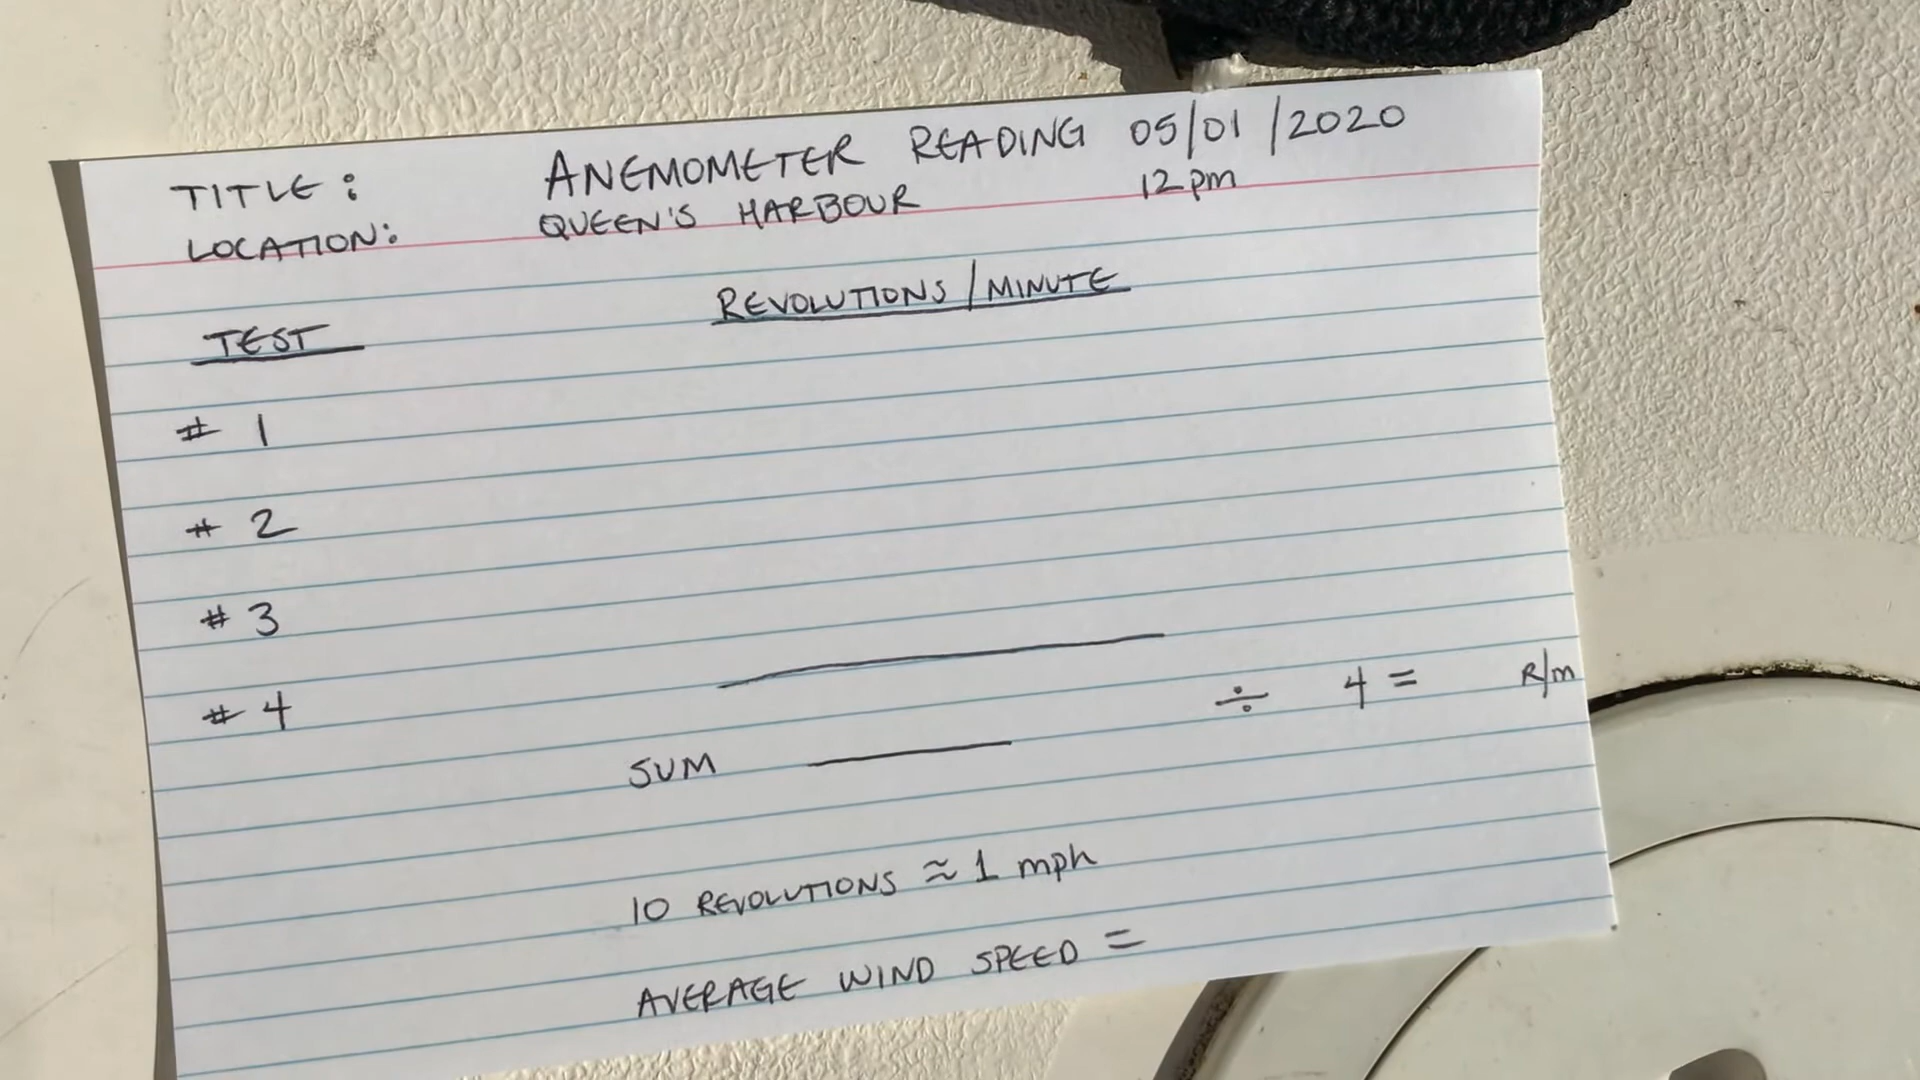 TITLE: ANEMOMETER READING 05/01/2020
LOCATION: QUEEN'S HARBOUR 12pm
TEST REVOLUTIONS/MINUTE
# 1
# 2
# 3
# 4
÷ 4 = R/m
SUM
10 REVOLUTIONS ≈ 1 mph
AVERAGE WIND SPEED =